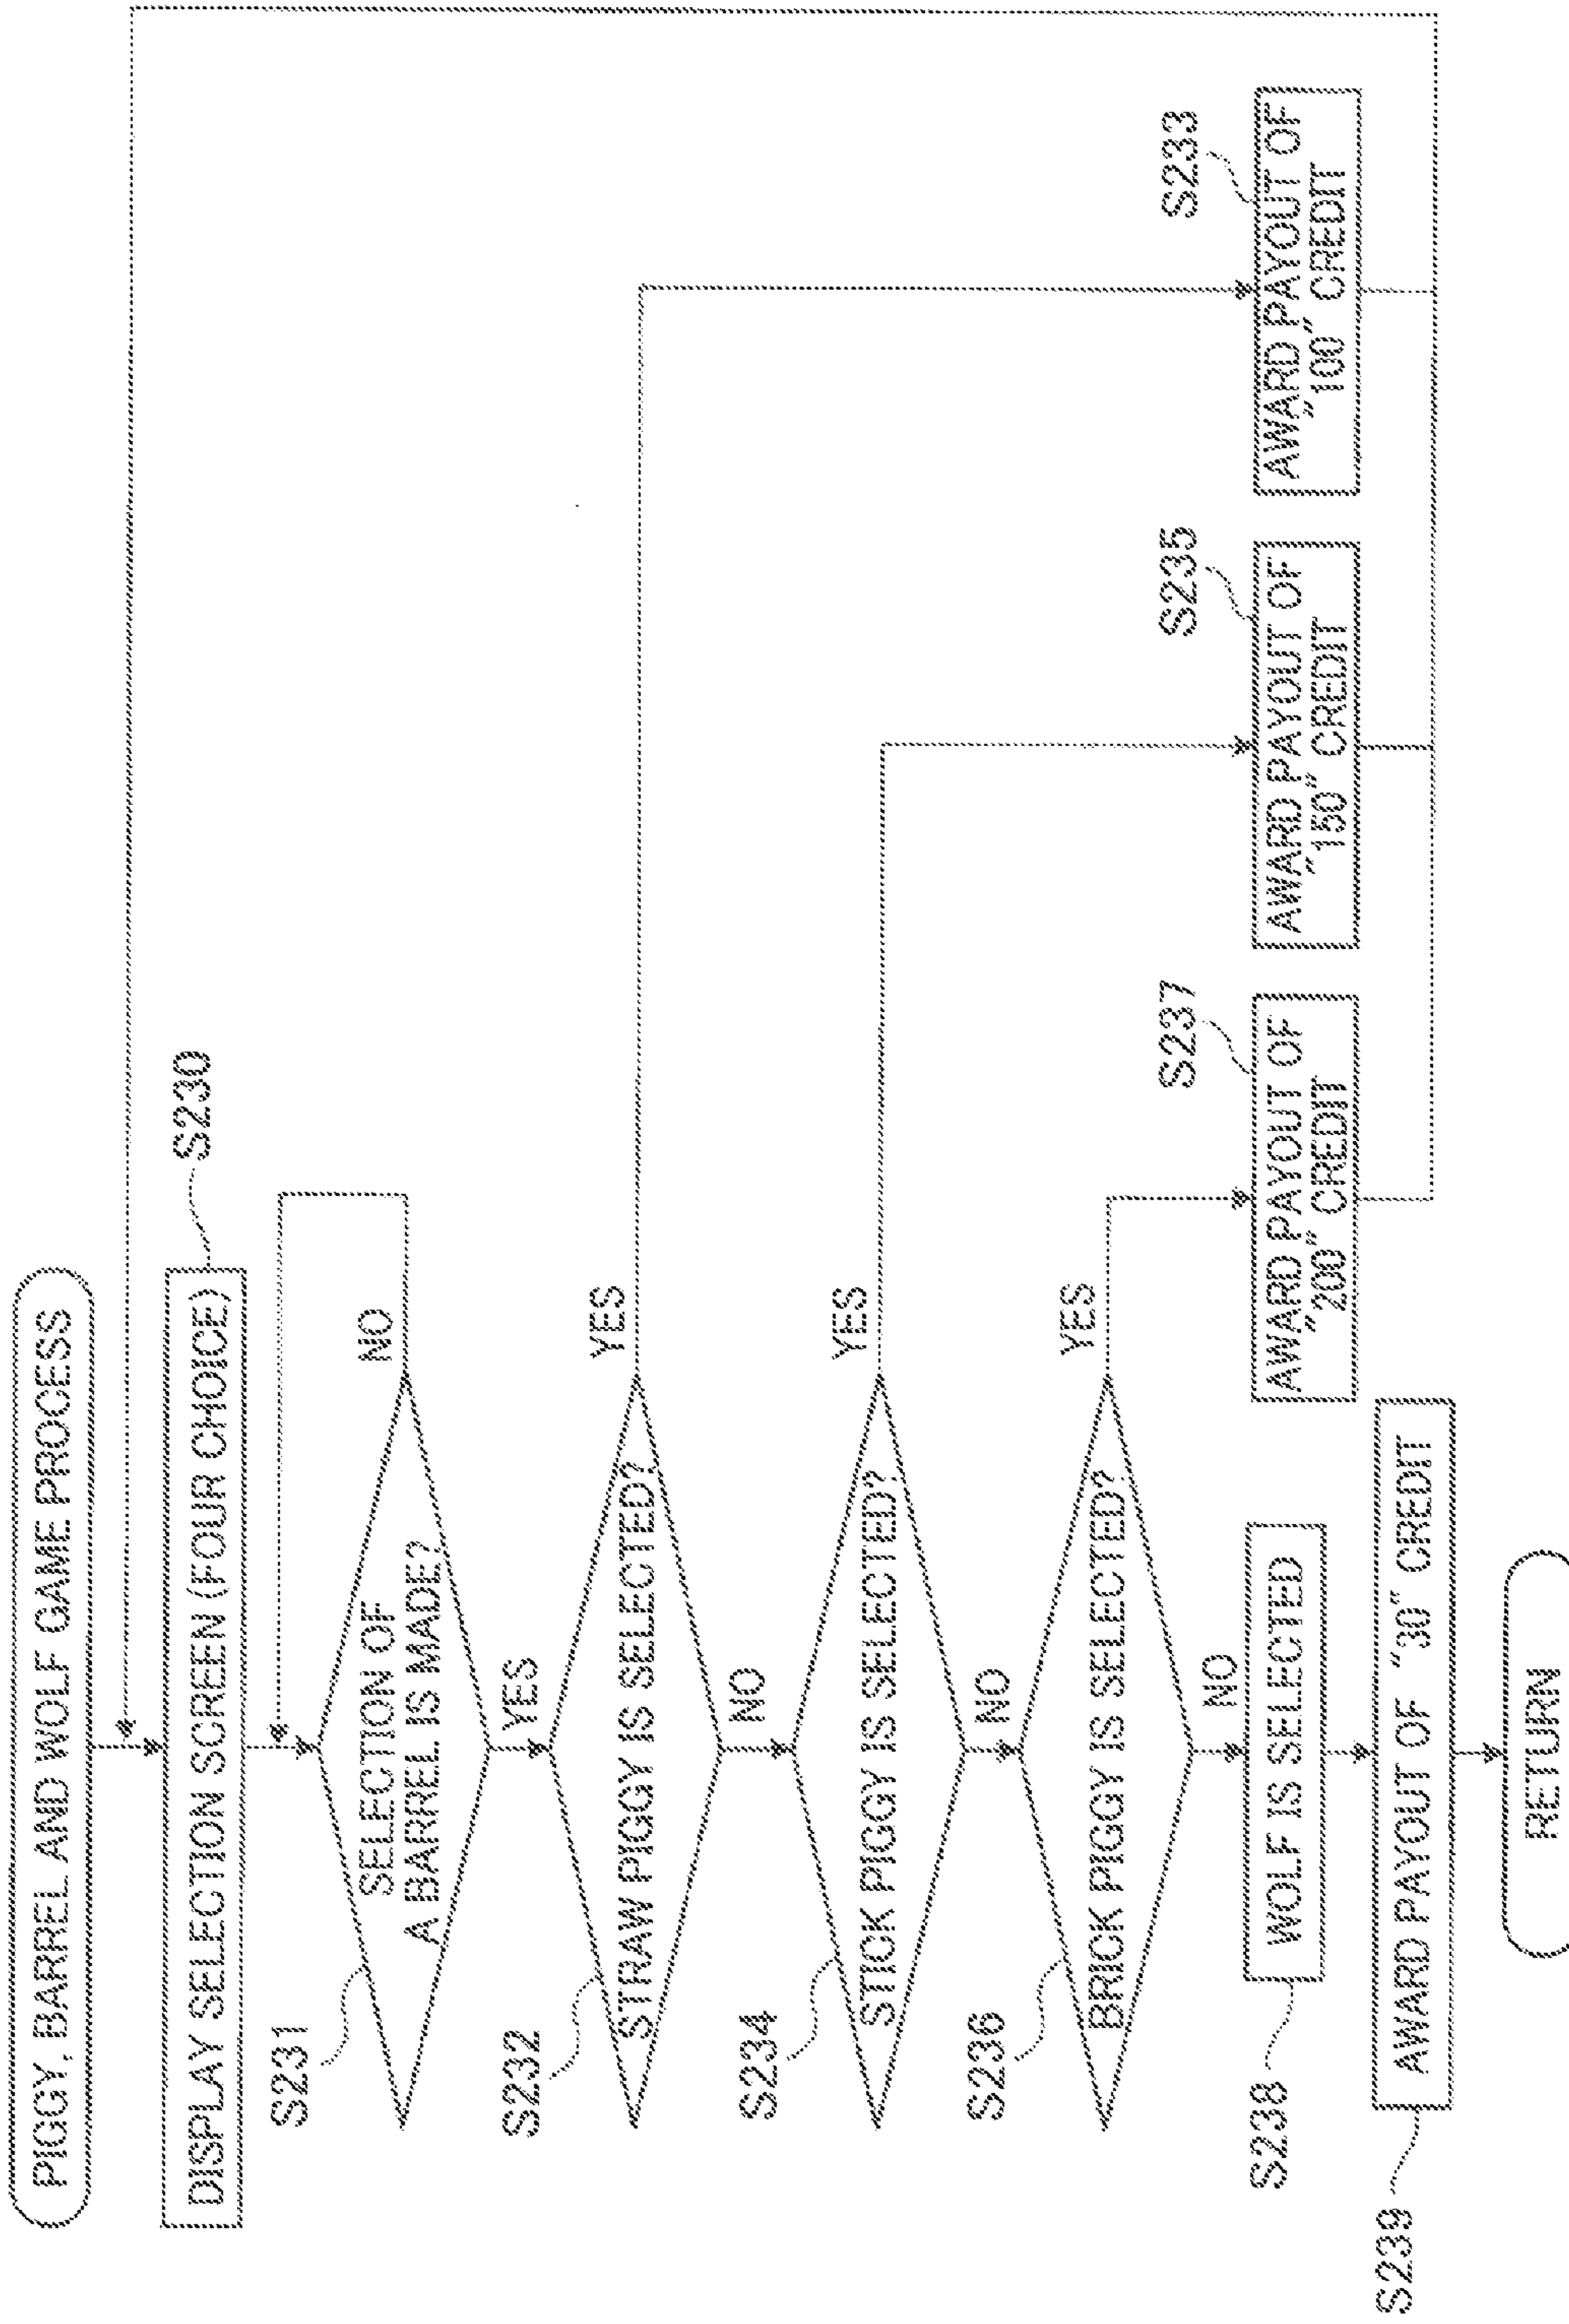 PIGGY, BARREL AND WOLF GAME PROCESS
S230
DISPLAY SELECTION SCREEN (FOUR CHOICE)
S231
SELECTION OF
A BARREL IS MADE?
NO
YES
S232
STRAW PIGGY IS SELECTED?
YES
NO
S234
STICK PIGGY IS SELECTED?
YES
NO
S236
BRICK PIGGY IS SELECTED?
YES
NO
S237
AWARD PAYOUT OF
"200" CREDIT
S235
AWARD PAYOUT OF
"150" CREDIT
S233
AWARD PAYOUT OF
"100" CREDIT
S238
WOLF IS SELECTED
S239
AWARD PAYOUT OF "30" CREDIT
RETURN